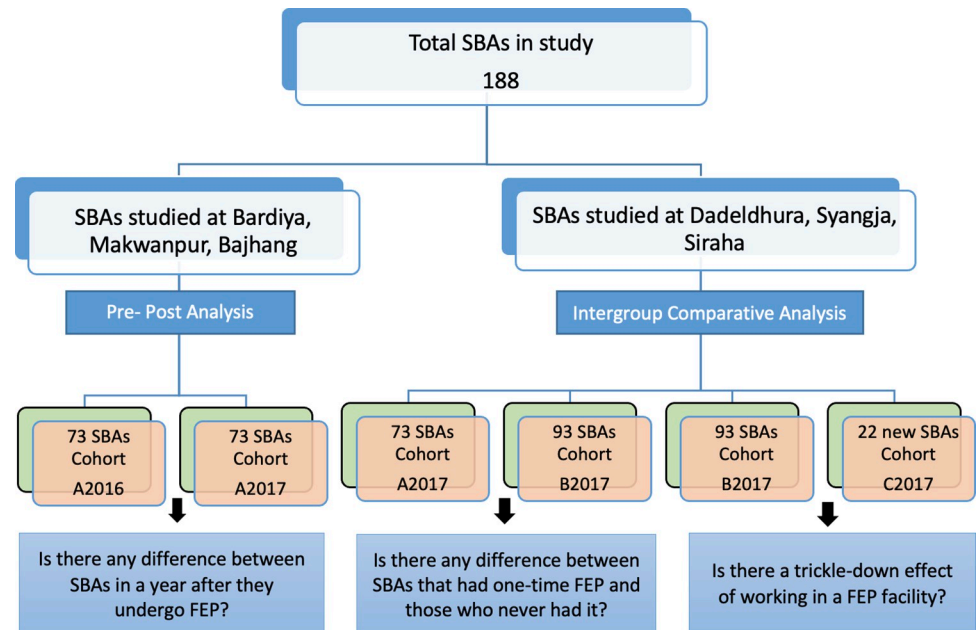 Total SBAs in study
188
SBAs studied at Bardiya,
Makwanpur, Bajhang
SBAs studied at Dadeldhura, Syangja,
Siraha
Pre- Post Analysis
Intergroup Comparative Analysis
73 SBAs
Cohort
A2016
73 SBAs
Cohort
A2017
73 SBAs
Cohort
A2017
93 SBAs
Cohort
B2017
93 SBAs
Cohort
B2017
22 new SBAs
Cohort
C2017
Is there any difference between
SBAs in a year after they
undergo FEP?
Is there any difference between
SBAs that had one-time FEP and
those who never had it?
Is there a trickle-down effect
of working in a FEP facility?